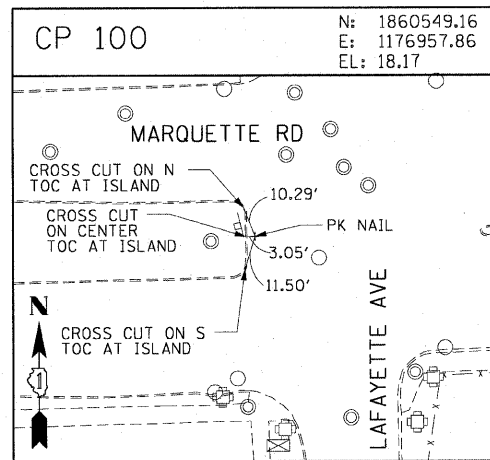 CP 100
N: 1860549.16
E: 1176957.86
EL: 18.17
MARQUETTE RD
CROSS CUT ON N
TOC AT ISLAND
10.29'
CROSS CUT
ON CENTER
TOC AT ISLAND
PK NAIL
3.05'
11.50'
N
CROSS CUT ON S
TOC AT ISLAND
LAFAYETTE AVE